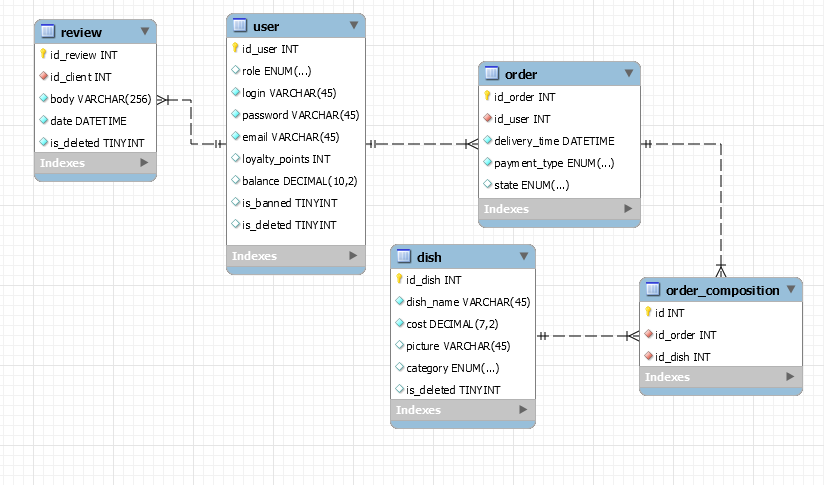 review
id_review INT
id_client INT
body VARCHAR(256)
date DATETIME
is_deleted TINYINT
Indexes
user
id_user INT
role ENUM(...)
login VARCHAR(45)
password VARCHAR(45)
email VARCHAR(45)
loyalty_points INT
balance DECIMAL(10,2)
is_banned TINYINT
is_deleted TINYINT
Indexes
order
id_order INT
id_user INT
delivery_time DATETIME
payment_type ENUM(...)
state ENUM(...)
Indexes
dish
id_dish INT
dish_name VARCHAR(45)
cost DECIMAL(7,2)
picture VARCHAR(45)
category ENUM(...)
is_deleted TINYINT
Indexes
order_composition
id INT
id_order INT
id_dish INT
Indexes